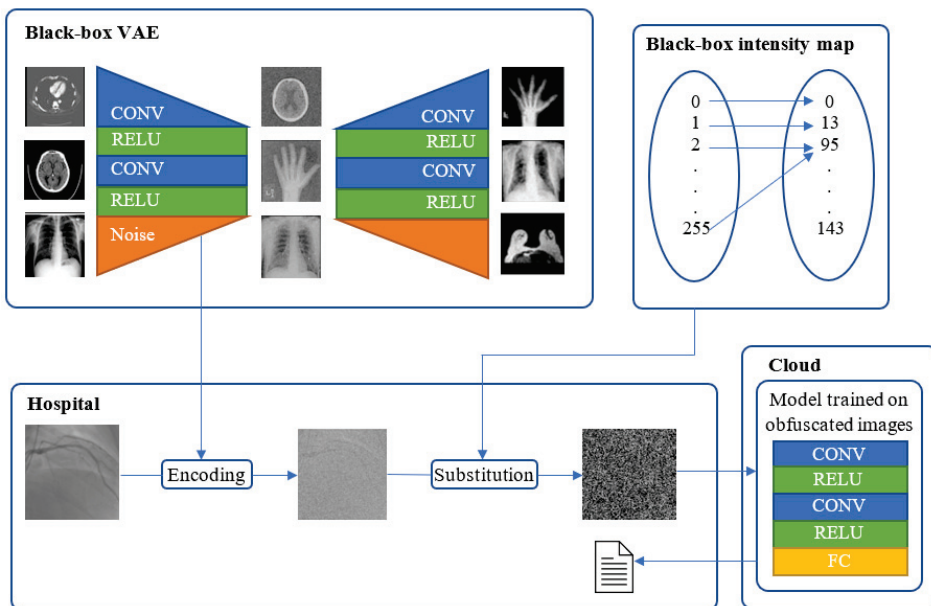 Black-box VAE
CONV
RELU
CONV
RELU
Noise
CONV
RELU
CONV
RELU
Black-box intensity map
0 0
1 13
2 95
. .
. .
. .
255 143
Hospital
Encoding
Substitution
Cloud
Model trained on
obfuscated images
CONV
RELU
CONV
RELU
FC